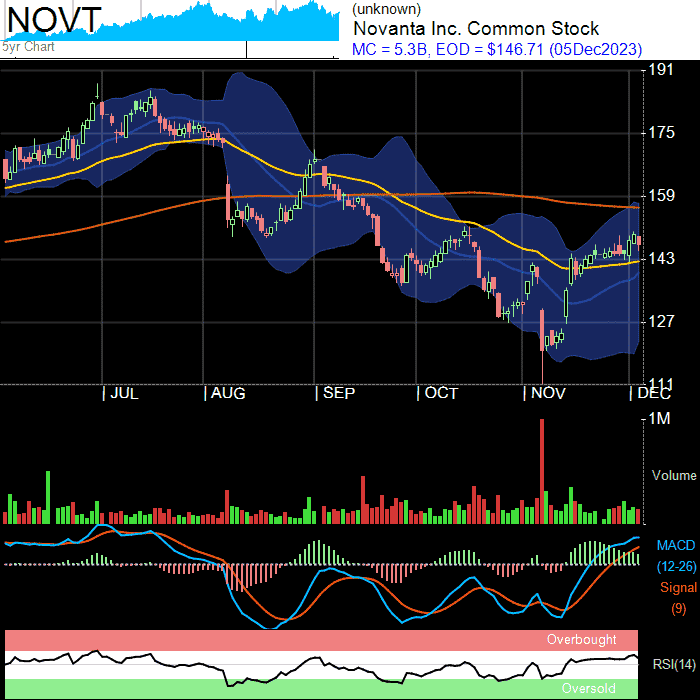 NOVT
5yr Chart
(unknown)
Novanta Inc. Common Stock
MC = 5.3B, EOD = $146.71 (05Dec2023)
191
175
159
143
127
111
| JUL | AUG | SEP | OCT | NOV | DEC
1M
Volume
MACD
(12-26)
Signal
(9)
Overbought
RSI(14)
Oversold